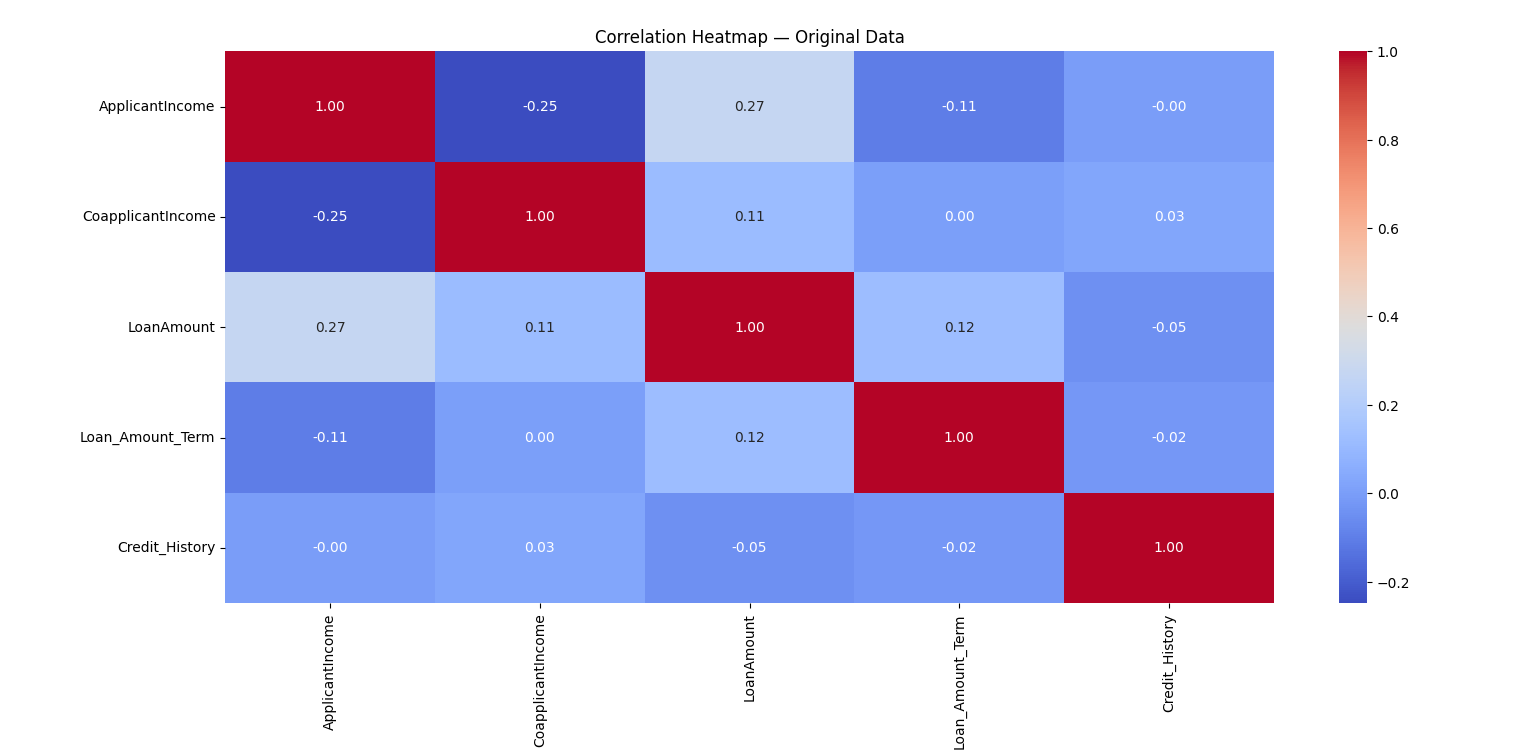 Correlation Heatmap — Original Data
ApplicantIncome 1.00 -0.25 0.27 -0.11 -0.00
CoapplicantIncome -0.25 1.00 0.11 0.00 0.03
LoanAmount 0.27 0.11 1.00 0.12 -0.05
Loan_Amount_Term -0.11 0.00 0.12 1.00 -0.02
Credit_History -0.00 0.03 -0.05 -0.02 1.00
ApplicantIncome CoapplicantIncome LoanAmount Loan_Amount_Term Credit_History
1.0
0.8
0.6
0.4
0.2
0.0
−0.2